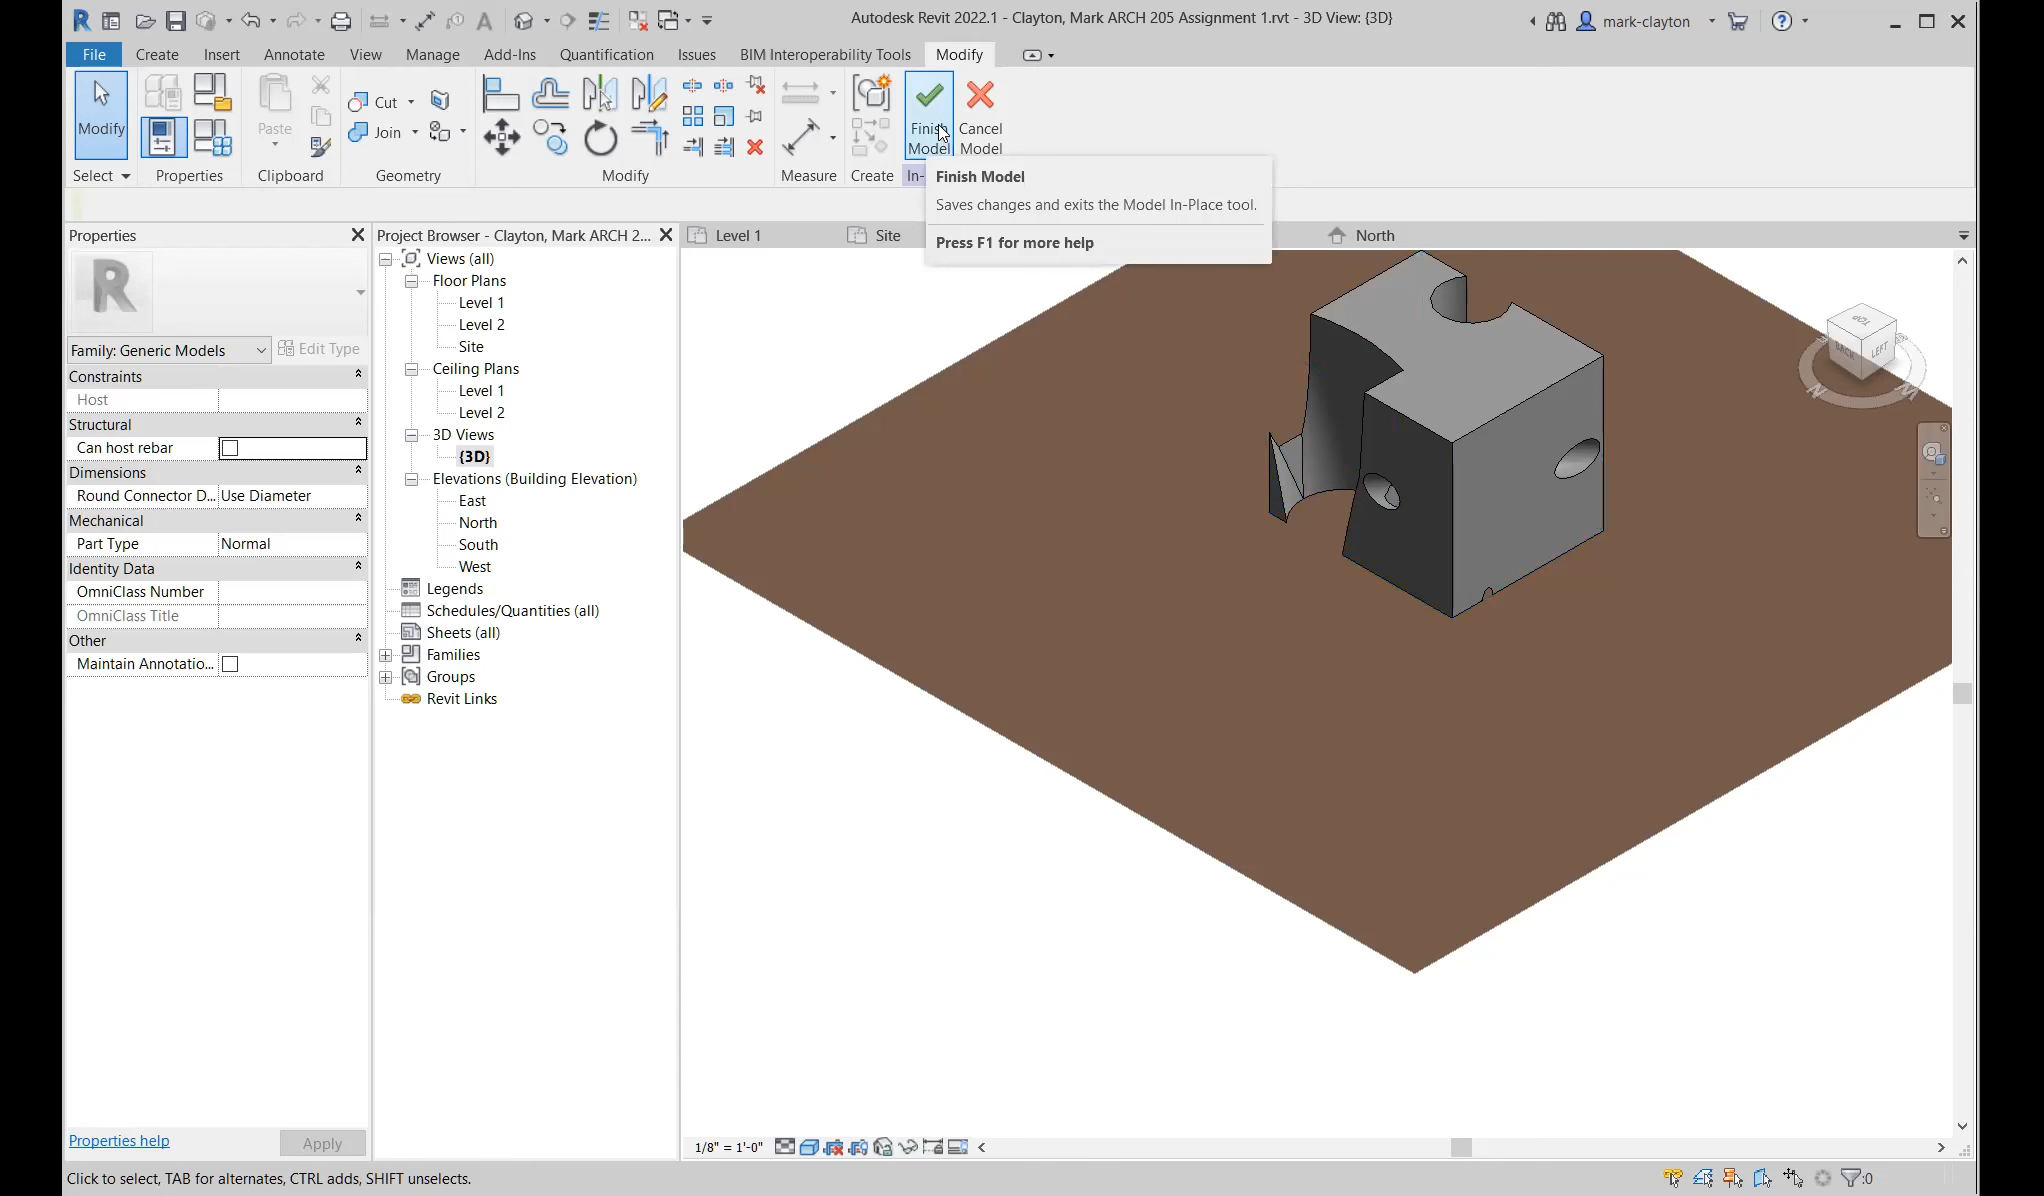 Autodesk Revit 2022.1 - Clayton, Mark ARCH 205 Assignment 1.rvt - 3D View: {3D}
mark-clayton
File Create Insert Annotate View Manage Add-Ins Quantification Issues BIM Interoperability Tools Modify
Modify
Paste
Cut
Join
Finish Model
Cancel Model
Select Properties Clipboard Geometry Modify Measure Create In-
Finish Model
Saves changes and exits the Model In-Place tool.
Press F1 for more help
Properties
Family: Generic Models
Edit Type
Constraints
Host
Structural
Can host rebar
Dimensions
Round Connector D... Use Diameter
Mechanical
Part Type Normal
Identity Data
OmniClass Number
OmniClass Title
Other
Maintain Annotatio...
Properties help
Apply
Project Browser - Clayton, Mark ARCH 2...
Views (all)
Floor Plans
Level 1
Level 2
Site
Ceiling Plans
Level 1
Level 2
3D Views
{3D}
Elevations (Building Elevation)
East
North
South
West
Legends
Schedules/Quantities (all)
Sheets (all)
Families
Groups
Revit Links
Level 1
Site
North
TOP
BACK
LEFT
1/8" = 1'-0"
Click to select, TAB for alternates, CTRL adds, SHIFT unselects.
:0